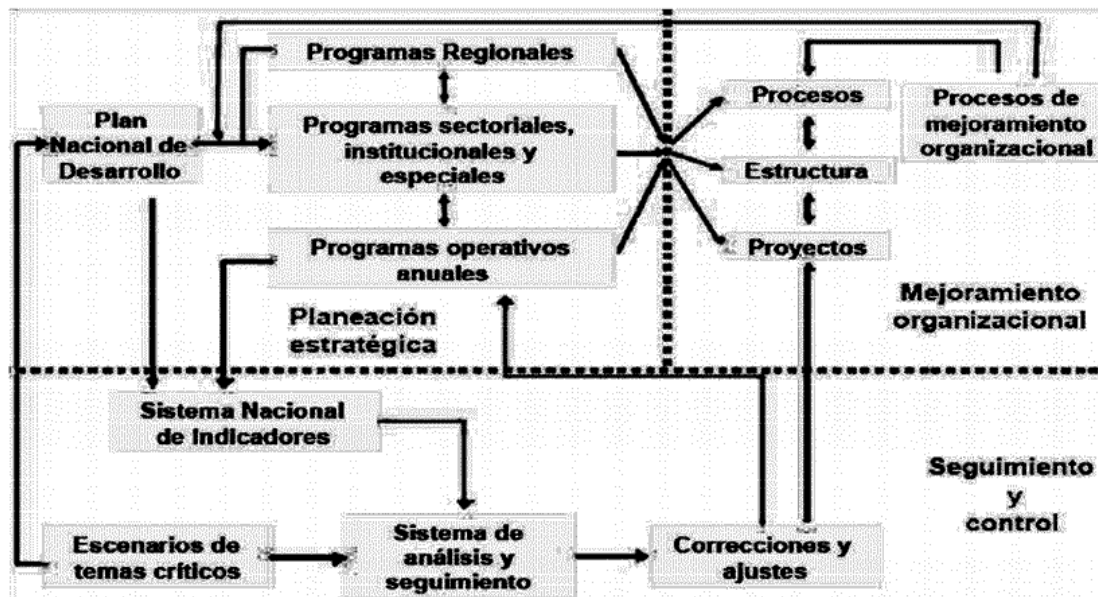 Programas Regionales
Plan
Nacional de
Desarrollo
Programas sectoriales,
institucionales y
especiales
Programas operativos
anuales
Planeación
estratégica
Procesos
Estructura
Proyectos
Procesos de
mejoramiento
organizacional
Mejoramiento
organizacional
Sistema Nacional
de Indicadores
Escenarios de
temas críticos
Sistema de
análisis y
seguimiento
Correcciones y
ajustes
Seguimiento
y
control